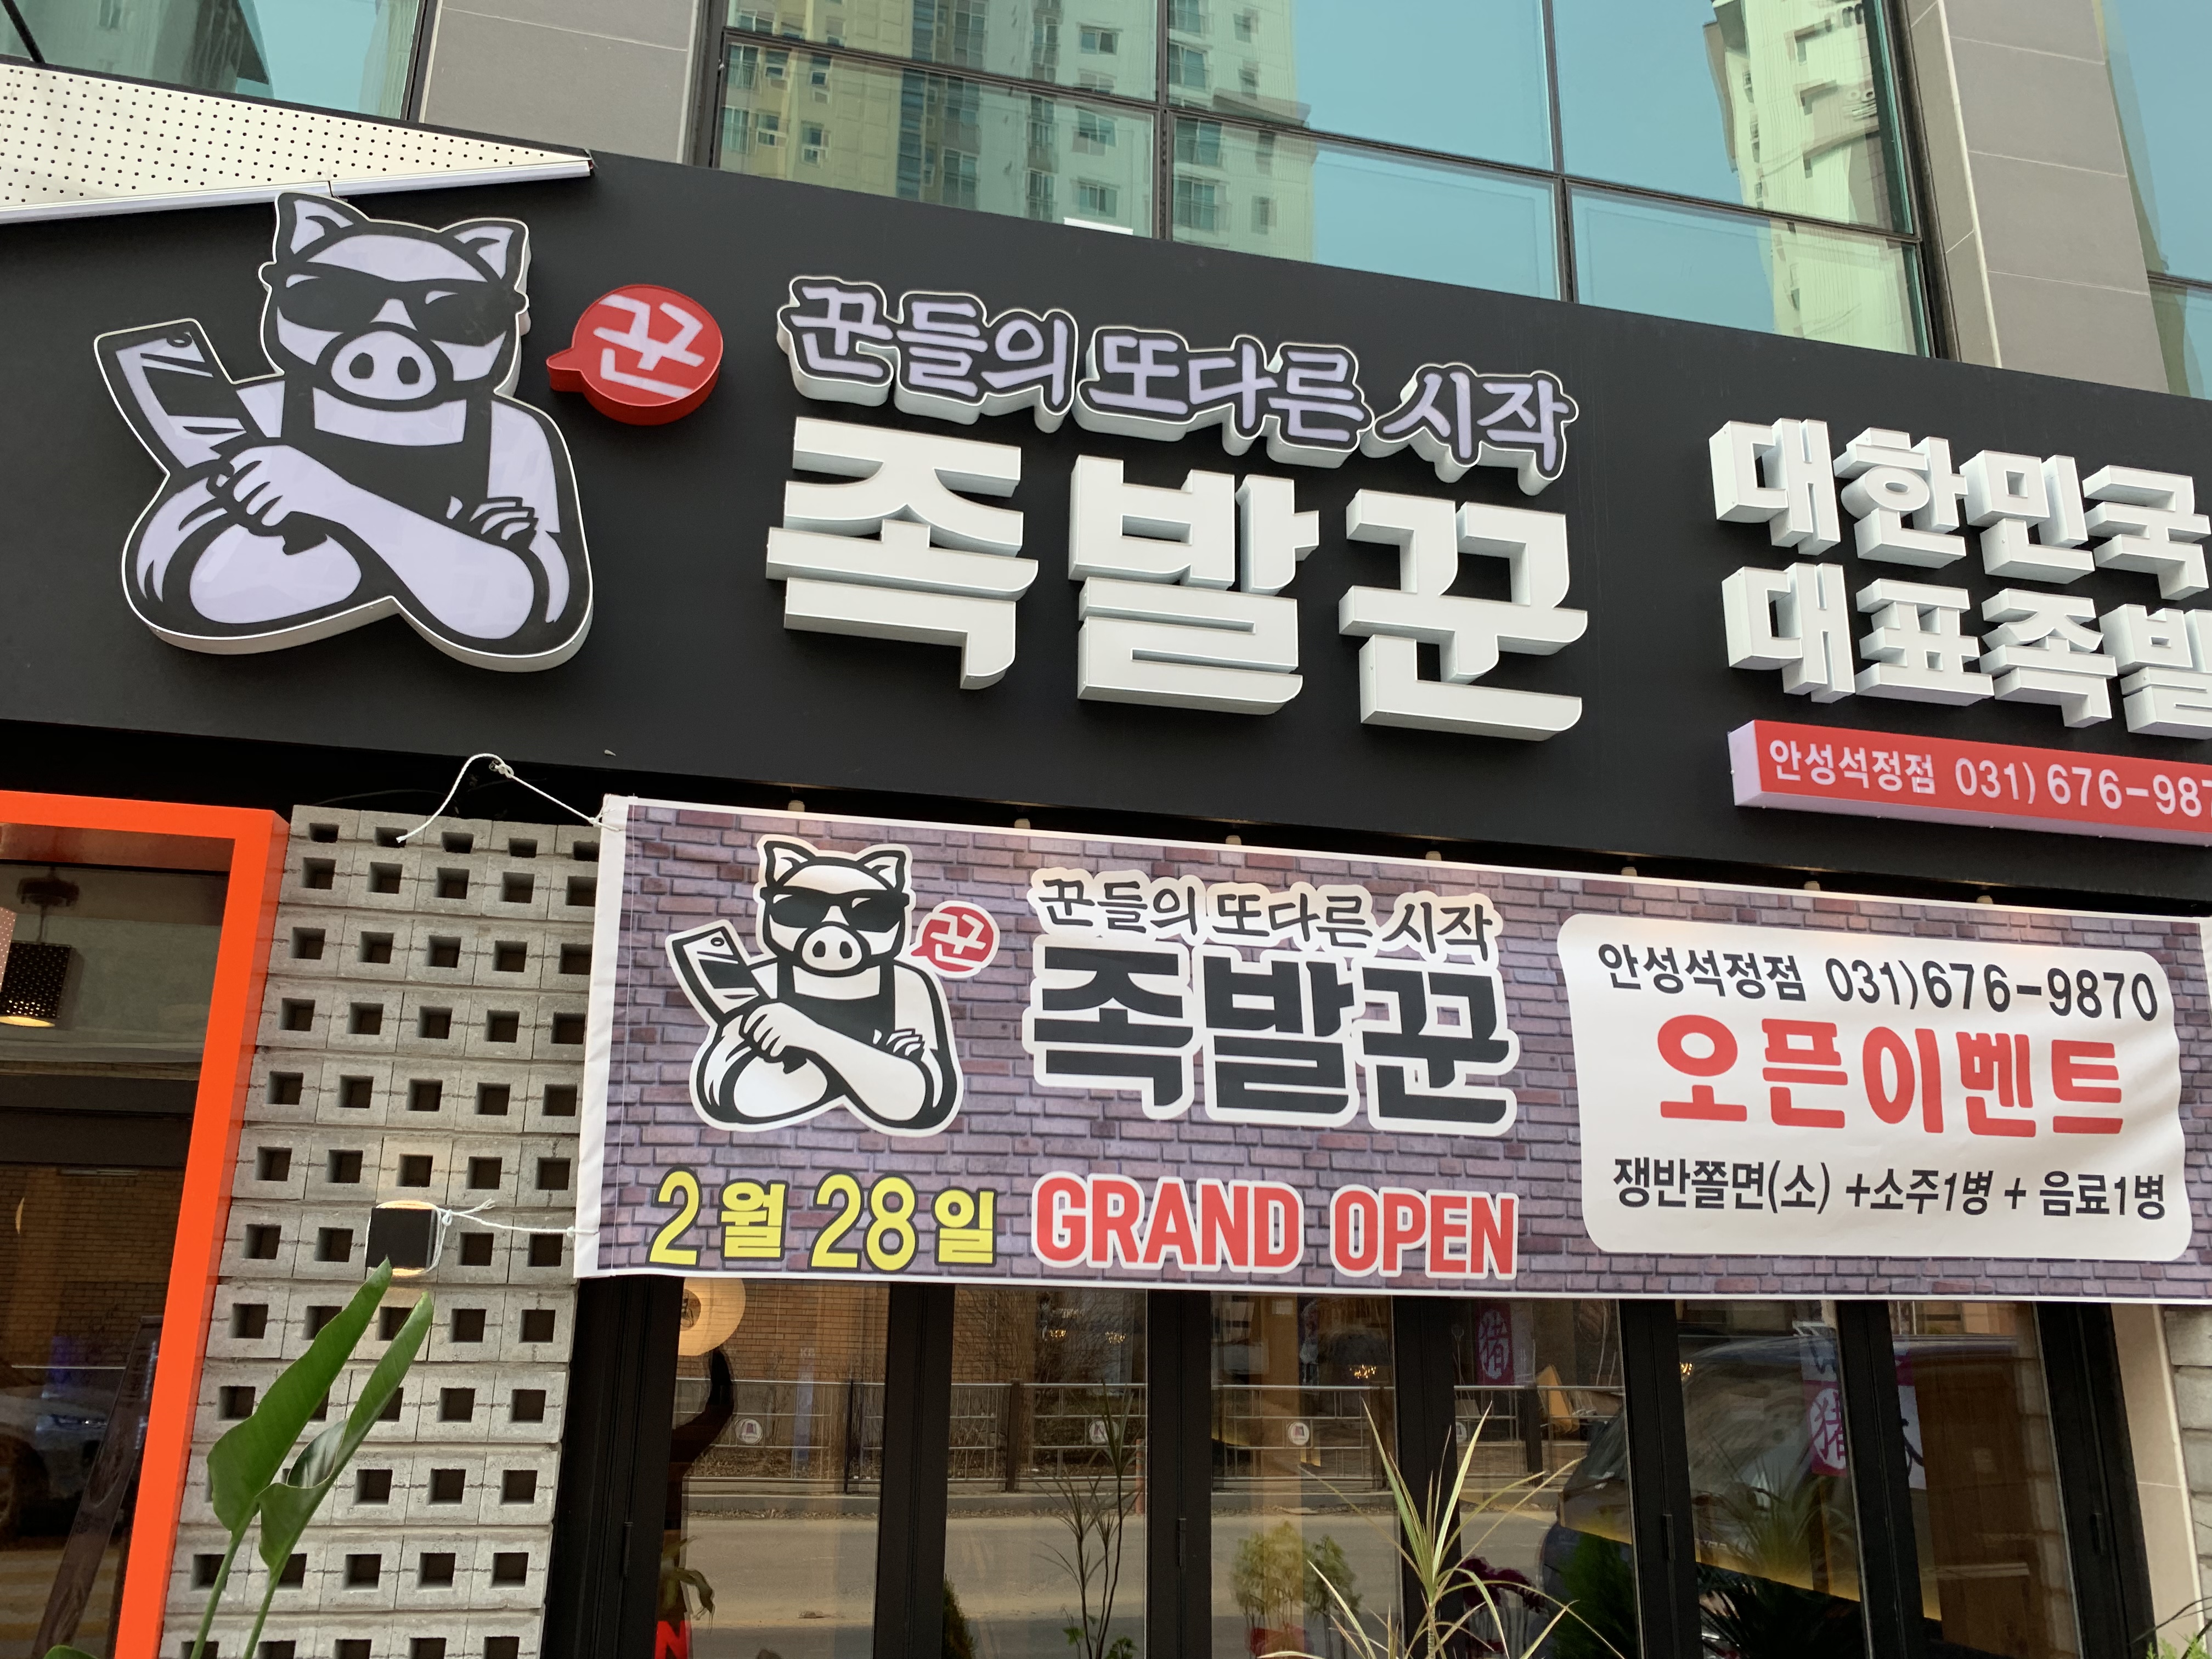 꾼
꾼들의 또다른 시작
족발꾼
대한민국
대표족발
안성석정점 031) 676-987
꾼
꾼들의 또다른 시작
족발꾼
2월 28일 GRAND OPEN
안성석정점 031)676-9870
오픈이벤트
쟁반쫄면(소) +소주1병 + 음료1병
猪
猪